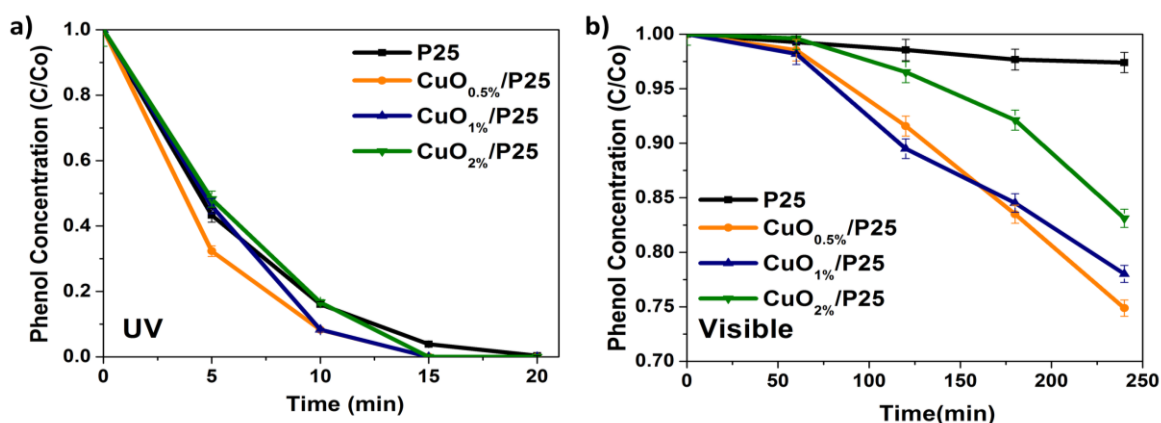 a)
Phenol Concentration (C/Co)
1.0
0.8
0.6
0.4
0.2
0.0
P25
CuO0.5%/P25
CuO1%/P25
CuO2%/P25
UV
0 5 10 15 20
Time (min)
b)
Phenol Concentration (C/Co)
1.00
0.95
0.90
0.85
0.80
0.75
0.70
P25
CuO0.5%/P25
CuO1%/P25
CuO2%/P25
Visible
0 50 100 150 200 250
Time(min)